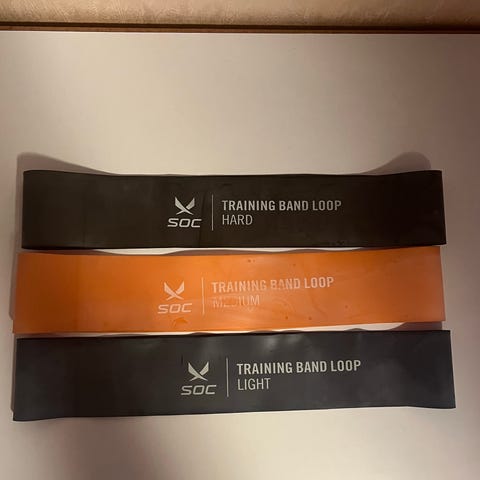 SOC
TRAINING BAND LOOP
HARD
SOC
TRAINING BAND LOOP
MEDIUM
SOC
TRAINING BAND LOOP
LIGHT